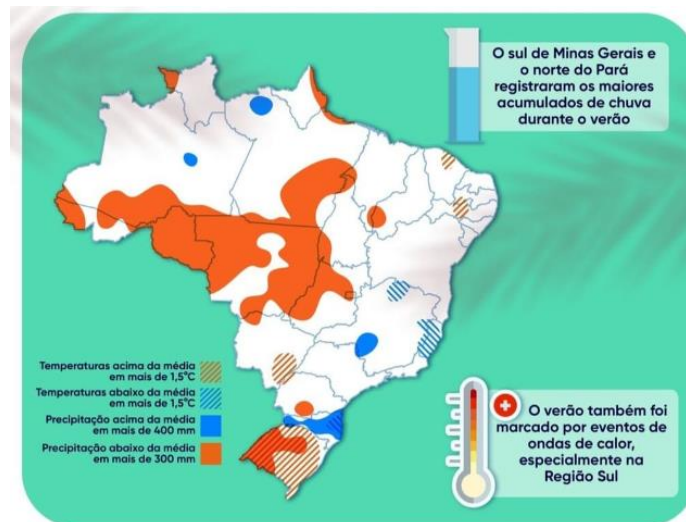 O sul de Minas Gerais e
o norte do Pará
registraram os maiores
acumulados de chuva
durante o verão
Temperaturas acima da média
em mais de 1,5°C
Temperaturas abaixo da média
em mais de 1,5°C
Precipitação acima da média
em mais de 400 mm
Precipitação abaixo da média
em mais de 300 mm
O verão também foi
marcado por eventos de
ondas de calor,
especialmente na
Região Sul